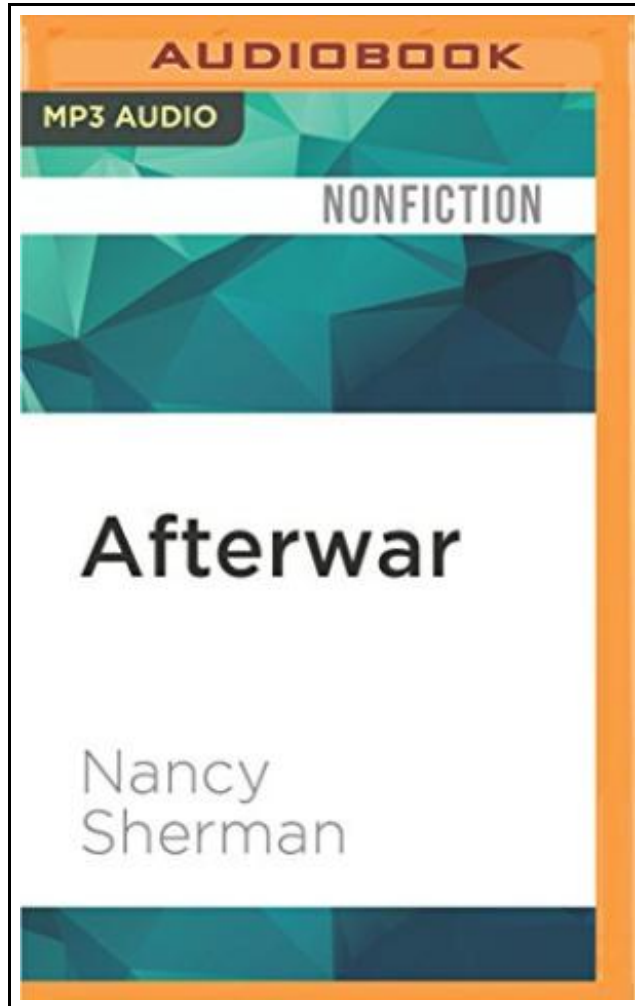 AUDIOBOOK
MP3 AUDIO
NONFICTION
Afterwar
Nancy
Sherman